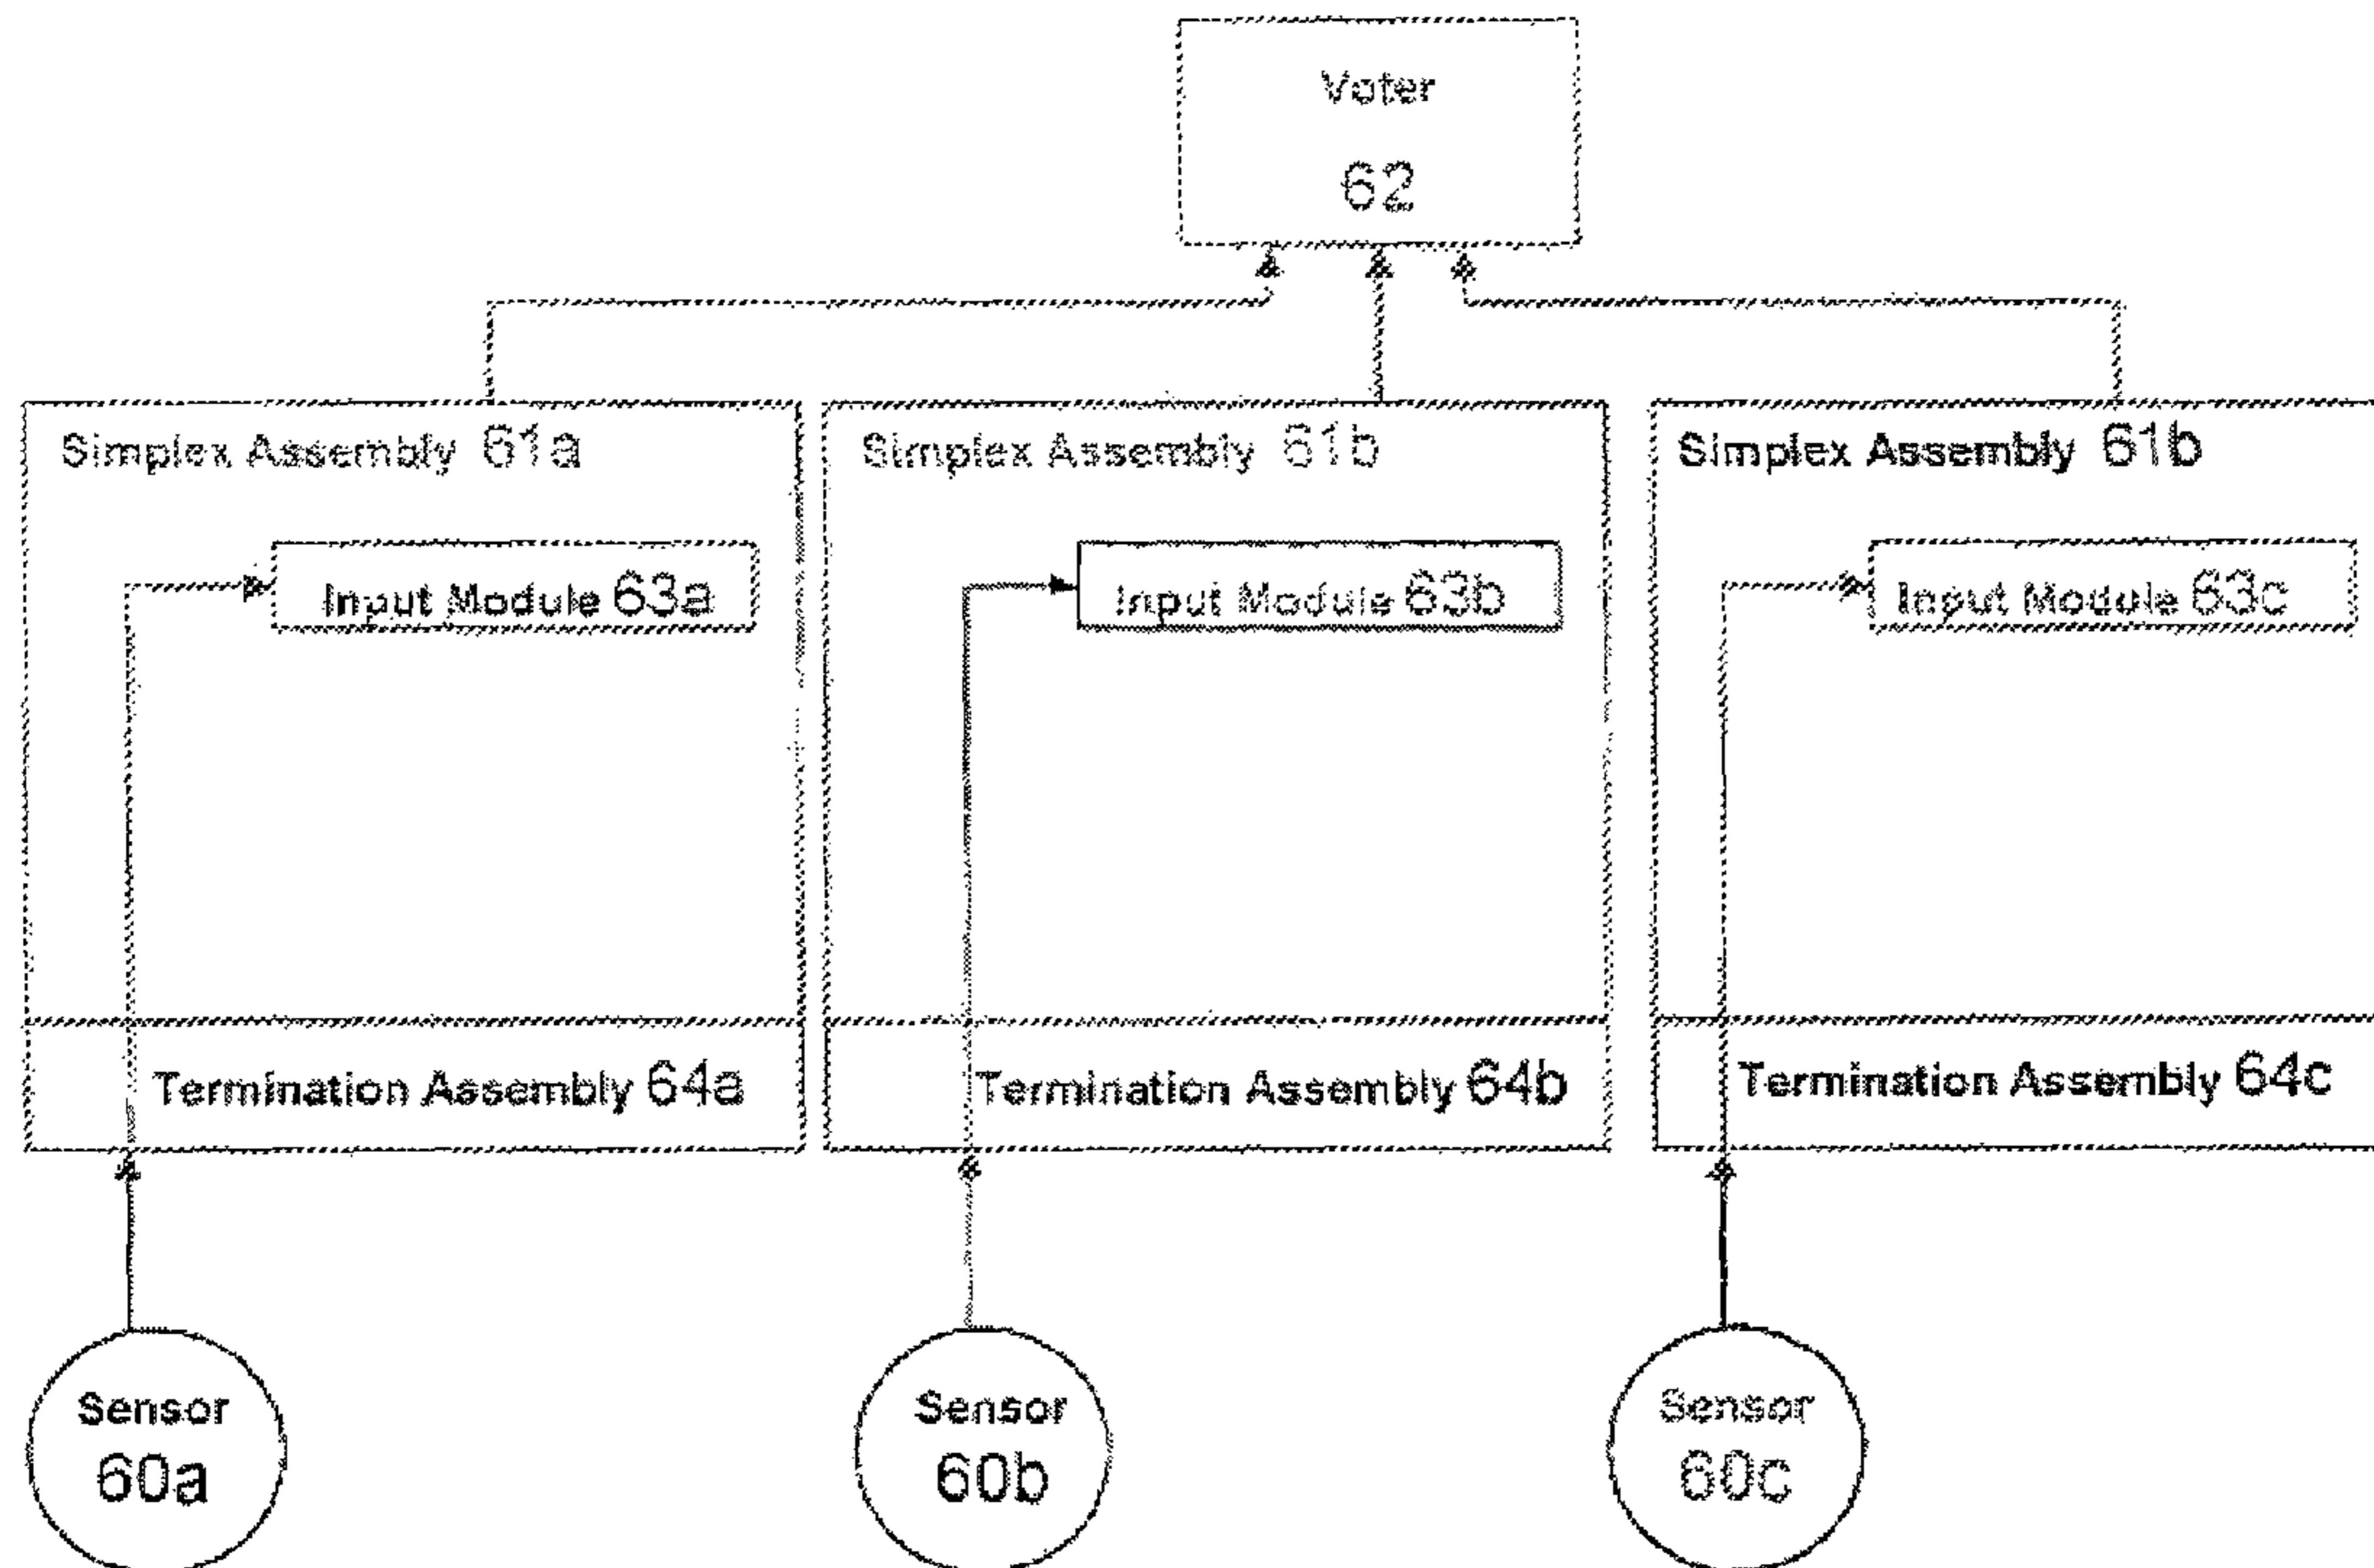 Voter
62
Simplex Assembly 61a
Simplex Assembly 61b
Simplex Assembly 61b
Input Module 63a
Input Module 63b
Input Module 63c
Termination Assembly 64a
Termination Assembly 64b
Termination Assembly 64c
Sensor
60a
Sensor
60b
Sensor
60c